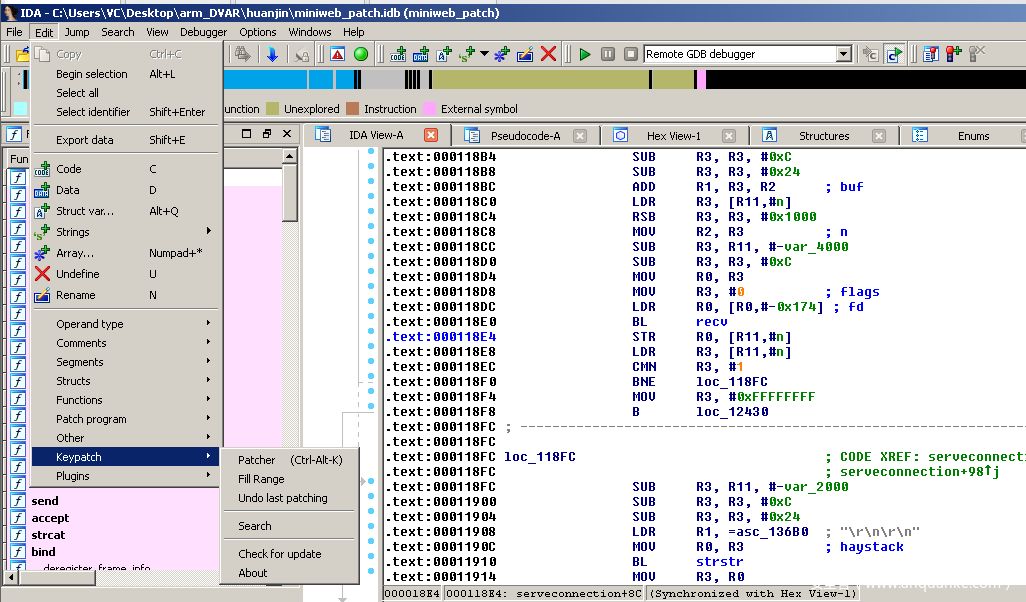 IDA - C:\Users\VC\Desktop\arm_DVAR\huanjin\miniweb_patch.idb (miniweb_patch)
File Edit Jump Search View Debugger Options Windows Help
Remote GDB debugger
unction Unexplored Instruction External symbol
IDA View-A Pseudocode-A Hex View-1 Structures Enums
Fun
Copy Ctrl+C
Begin selection Alt+L
Select all
Select identifier Shift+Enter
Export data Shift+E
Code C
Data D
Struct var... Alt+Q
Strings
Array... Numpad+*
Undefine U
Rename N
Operand type
Comments
Segments
Structs
Functions
Patch program
Other
Keypatch
Plugins
Patcher (Ctrl-Alt-K)
Fill Range
Undo last patching
Search
Check for update
About
send
accept
strcat
bind
deregister_frame_info
.text:000118B4 SUB R3, R3, #0xC
.text:000118B8 SUB R3, R3, #0x24
.text:000118BC ADD R1, R3, R2 ; buf
.text:000118C0 LDR R3, [R11,#n]
.text:000118C4 RSB R3, R3, #0x1000
.text:000118C8 MOV R2, R3 ; n
.text:000118CC SUB R3, R11, #-var_4000
.text:000118D0 SUB R3, R3, #0xC
.text:000118D4 MOV R0, R3
.text:000118D8 MOV R3, #0 ; flags
.text:000118DC LDR R0, [R0,#-0x174] ; fd
.text:000118E0 BL recv
.text:000118E4 STR R0, [R11,#n]
.text:000118E8 LDR R3, [R11,#n]
.text:000118EC CMN R3, #1
.text:000118F0 BNE loc_118FC
.text:000118F4 MOV R3, #0xFFFFFFFF
.text:000118F8 B loc_12430
.text:000118FC ; ---------------------------------------------------------------
.text:000118FC
.text:000118FC loc_118FC ; CODE XREF: serveconnecti
.text:000118FC ; serveconnection+98↑j
.text:000118FC SUB R3, R11, #-var_2000
.text:00011900 SUB R3, R3, #0xC
.text:00011904 SUB R3, R3, #0x24
.text:00011908 LDR R1, =asc_136B0 ; "\r\n\r\n"
.text:0001190C MOV R0, R3 ; haystack
.text:00011910 BL strstr
.text:00011914 MOV R3, R0
000018E4 000118E4: serveconnection+8C (Synchronized with Hex View-1)